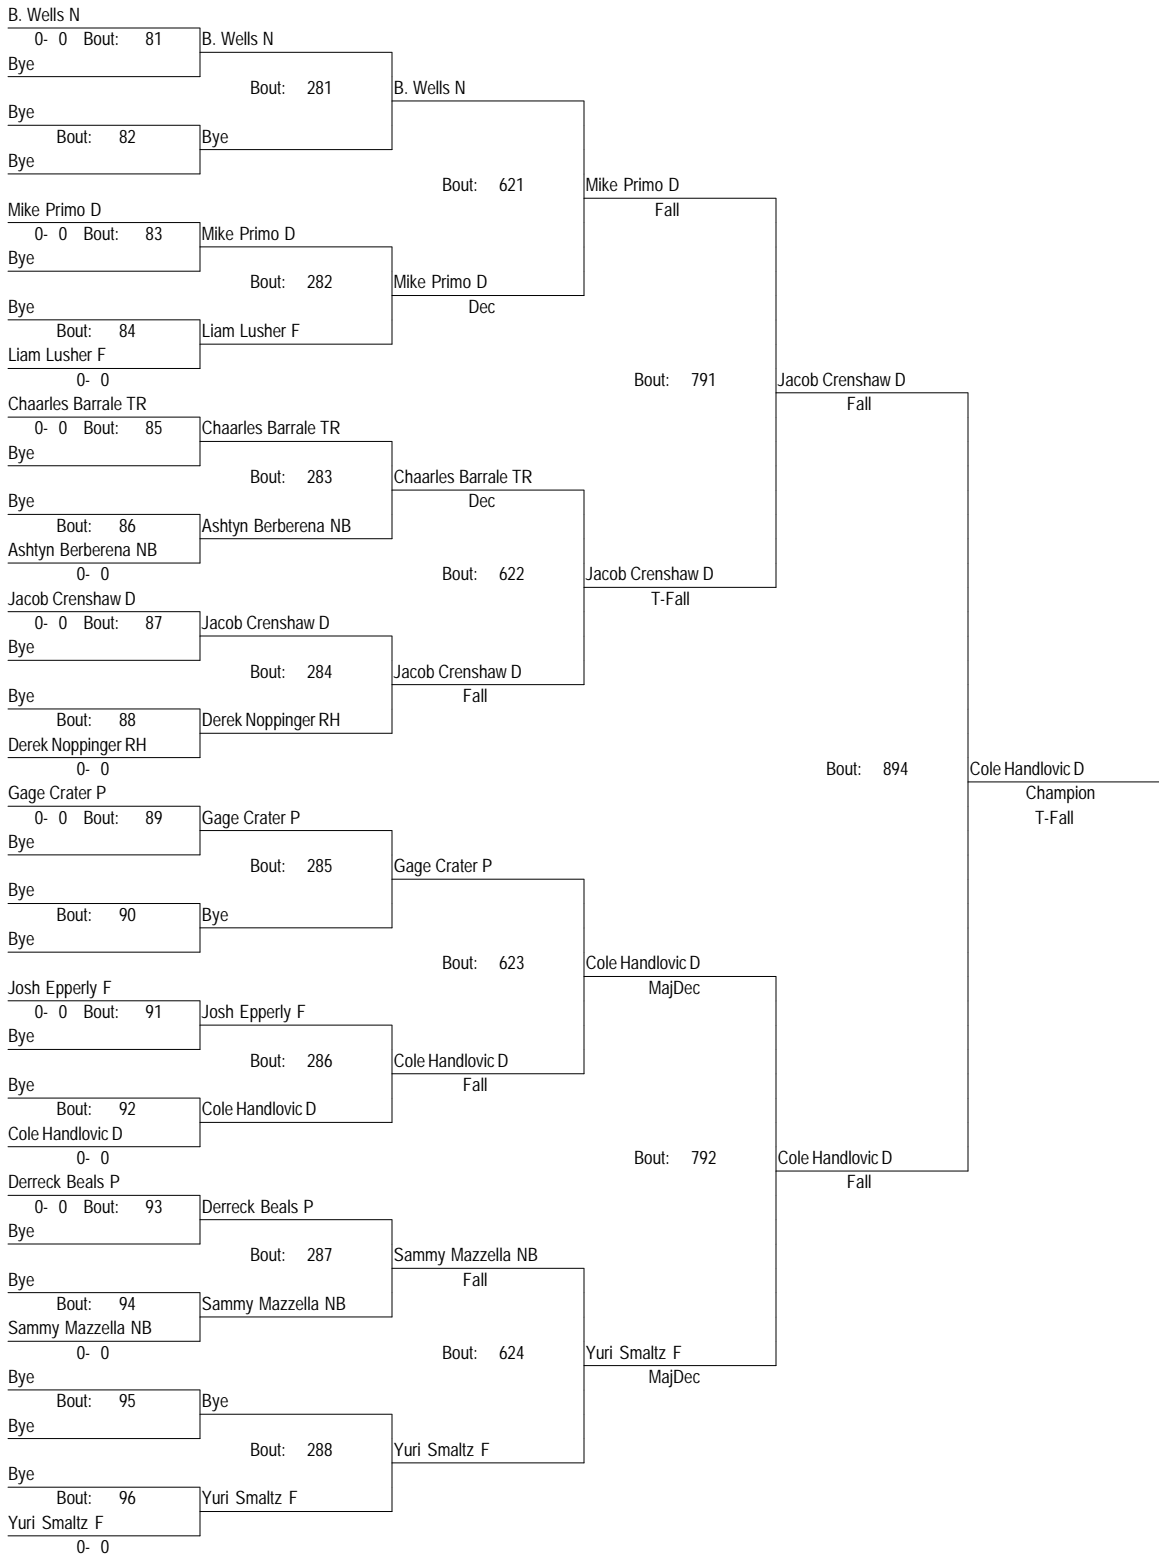 B. Wells N
0- 0 Bout: 81 B. Wells N
Bye
Bout: 281 B. Wells N
Bye
Bout: 82 Bye
Bye
Bout: 621 Mike Primo D
Mike Primo D Fall
0- 0 Bout: 83 Mike Primo D
Bye
Bout: 282 Mike Primo D
Bye Dec
Bout: 84 Liam Lusher F
Liam Lusher F
0- 0 Bout: 791 Jacob Crenshaw D
Chaarles Barrale TR Fall
0- 0 Bout: 85 Chaarles Barrale TR
Bye
Bout: 283 Chaarles Barrale TR
Bye Dec
Bout: 86 Ashtyn Berberena NB
Ashtyn Berberena NB
0- 0 Bout: 622 Jacob Crenshaw D
Jacob Crenshaw D T-Fall
0- 0 Bout: 87 Jacob Crenshaw D
Bye
Bout: 284 Jacob Crenshaw D
Bye Fall
Bout: 88 Derek Noppinger RH
Derek Noppinger RH
0- 0 Bout: 894 Cole Handlovic D
Gage Crater P Champion
0- 0 Bout: 89 Gage Crater P T-Fall
Bye
Bout: 285 Gage Crater P
Bye
Bout: 90 Bye
Bye
Bout: 623 Cole Handlovic D
Josh Epperly F MajDec
0- 0 Bout: 91 Josh Epperly F
Bye
Bout: 286 Cole Handlovic D
Bye Fall
Bout: 92 Cole Handlovic D
Cole Handlovic D
0- 0 Bout: 792 Cole Handlovic D
Derreck Beals P Fall
0- 0 Bout: 93 Derreck Beals P
Bye
Bout: 287 Sammy Mazzella NB
Bye Fall
Bout: 94 Sammy Mazzella NB
Sammy Mazzella NB
0- 0 Bout: 624 Yuri Smaltz F
Bye MajDec
Bout: 95 Bye
Bye
Bout: 288 Yuri Smaltz F
Bye
Bout: 96 Yuri Smaltz F
Yuri Smaltz F
0- 0